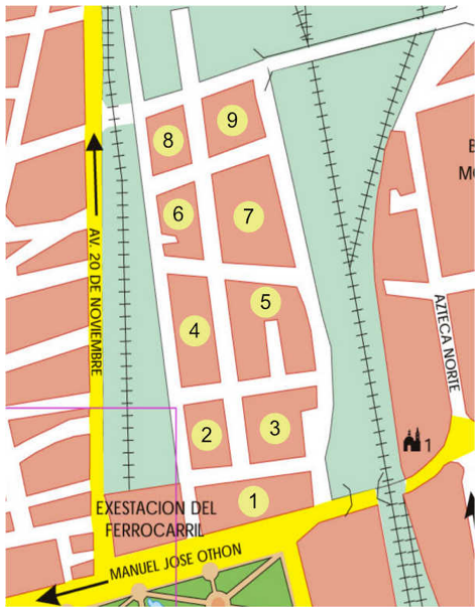 9
8
E
MO
6
7
AV. 20 DE NOVIEMBRE
5
4
AZTECA NORTE
2
3
1
1
EXESTACION DEL
FERROCARRIL
MANUEL JOSE OTHON